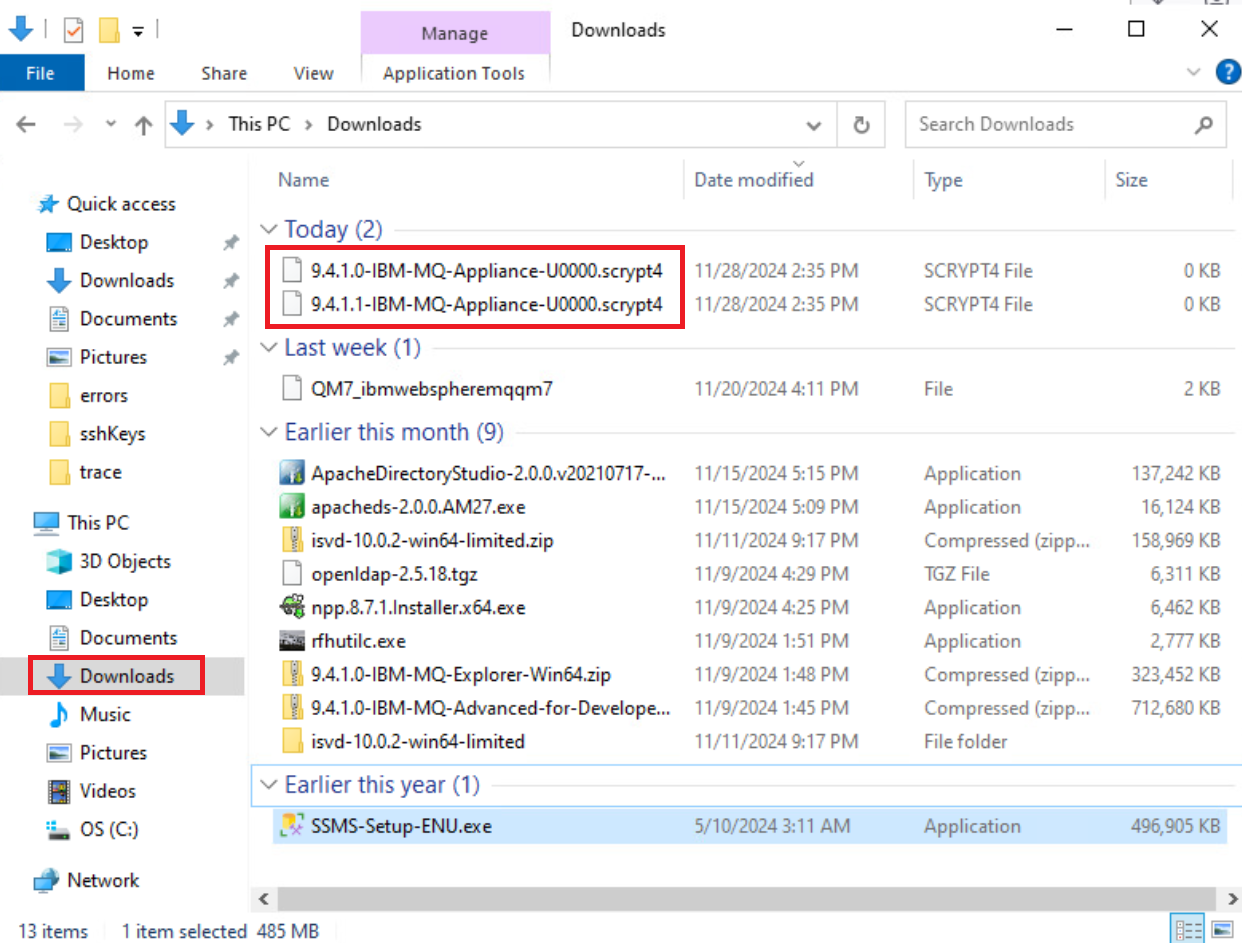 Manage
Downloads
File Home Share View Application Tools
?
This PC > Downloads
Search Downloads
Name Date modified Type Size
Quick access
Desktop
Downloads
Documents
Pictures
errors
sshKeys
trace
This PC
3D Objects
Desktop
Documents
Downloads
Music
Pictures
Videos
OS (C:)
Network
Today (2)
9.4.1.0-IBM-MQ-Appliance-U0000.scrypt4 11/28/2024 2:35 PM SCRYPT4 File 0 KB
9.4.1.1-IBM-MQ-Appliance-U0000.scrypt4 11/28/2024 2:35 PM SCRYPT4 File 0 KB
Last week (1)
QM7_ibmwebspheremqqm7 11/20/2024 4:11 PM File 2 KB
Earlier this month (9)
ApacheDirectoryStudio-2.0.0.v20210717-... 11/15/2024 5:15 PM Application 137,242 KB
apacheds-2.0.0.AM27.exe 11/15/2024 5:09 PM Application 16,124 KB
isvd-10.0.2-win64-limited.zip 11/11/2024 9:17 PM Compressed (zipp... 158,969 KB
openldap-2.5.18.tgz 11/9/2024 4:29 PM TGZ File 6,311 KB
npp.8.7.1.Installer.x64.exe 11/9/2024 4:25 PM Application 6,462 KB
rfhutilc.exe 11/9/2024 1:51 PM Application 2,777 KB
9.4.1.0-IBM-MQ-Explorer-Win64.zip 11/9/2024 1:48 PM Compressed (zipp... 323,452 KB
9.4.1.0-IBM-MQ-Advanced-for-Develope... 11/9/2024 1:45 PM Compressed (zipp... 712,680 KB
isvd-10.0.2-win64-limited 11/11/2024 9:17 PM File folder
Earlier this year (1)
SSMS-Setup-ENU.exe 5/10/2024 3:11 AM Application 496,905 KB
13 items 1 item selected 485 MB